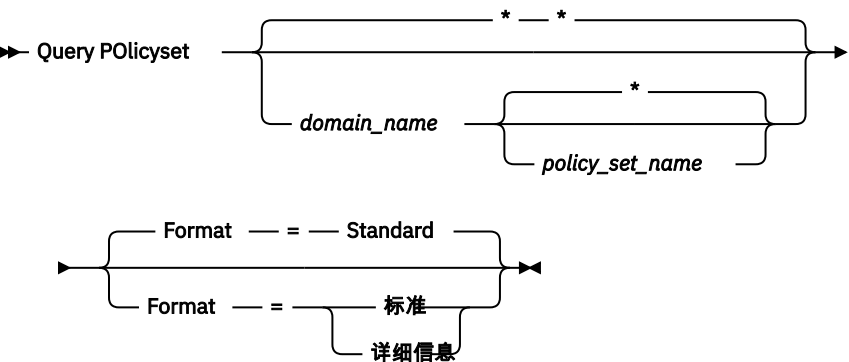 * *
Query POlicyset
*
domain_name
policy_set_name
Format = Standard
Format = 标准
详细信息